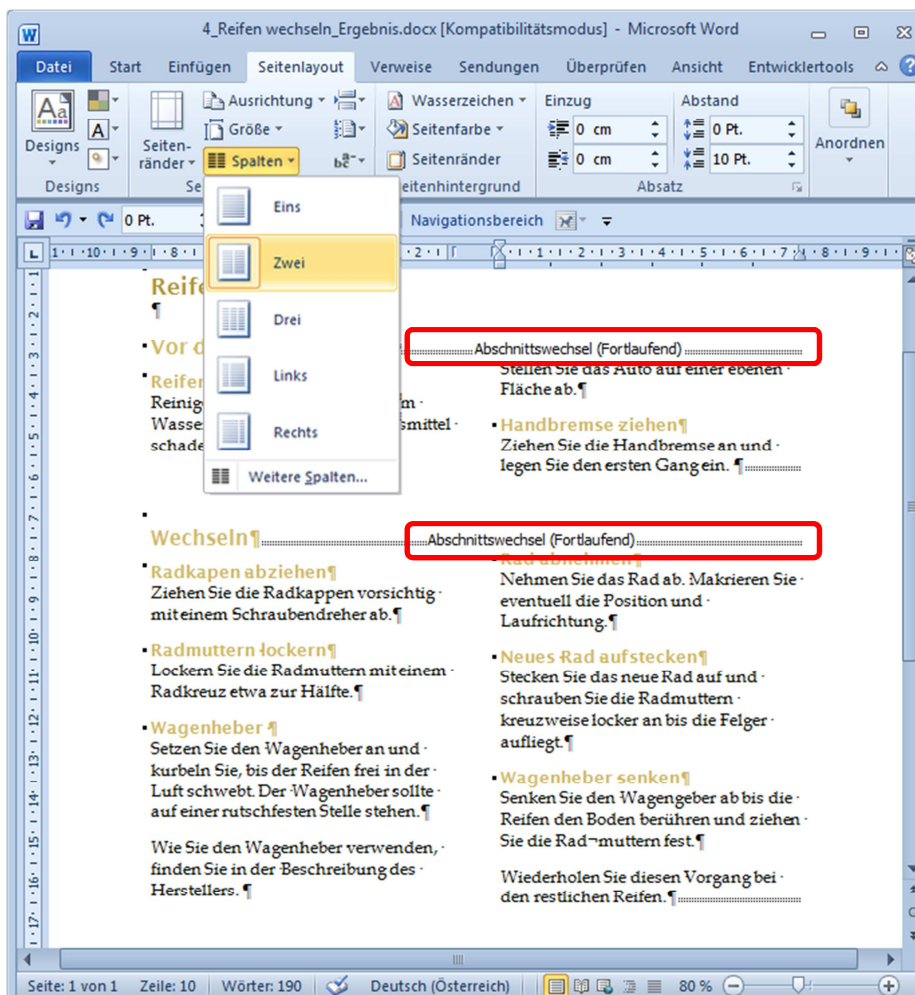 4_Reifen wechseln_Ergebnis.docx [Kompatibilitätsmodus] - Microsoft Word
Datei Start Einfügen Seitenlayout Verweise Sendungen Überprüfen Ansicht Entwicklertools
Designs
Seiten-
ränder
Ausrichtung
Größe
Spalten
Wasserzeichen
Seitenfarbe
Seitenränder
Einzug
0 cm
0 cm
Abstand
0 Pt.
10 Pt.
Anordnen
Designs Se eitenhintergrund Absatz
0 Pt. Navigationsbereich
Eins
Zwei
Drei
Links
Rechts
Weitere Spalten...
Reife
¶
Vor d
Abschnittswechsel (Fortlaufend)
Reifen
Reinig m
Wasse smittel
schade
Stellen Sie das Auto auf einer ebenen
Fläche ab.¶
Handbremse ziehen¶
Ziehen Sie die Handbremse an und
legen Sie den ersten Gang ein. ¶
Wechseln¶
Abschnittswechsel (Fortlaufend)
Radkapen abziehen¶
Ziehen Sie die Radkappen vorsichtig
mit einem Schraubendreher ab.¶
Radmuttern lockern¶
Lockern Sie die Radmuttern mit einem
Radkreuz etwa zur Hälfte.¶
Wagenheber ¶
Setzen Sie den Wagenheber an und
kurbeln Sie, bis der Reifen frei in der
Luft schwebt. Der Wagenheber sollte
auf einer rutschfesten Stelle stehen.¶
Wie Sie den Wagenheber verwenden,
finden Sie in der Beschreibung des
Herstellers. ¶
Rad abnehmen¶
Nehmen Sie das Rad ab. Makrieren Sie
eventuell die Position und
Laufrichtung.¶
Neues Rad aufstecken¶
Stecken Sie das neue Rad auf und
schrauben Sie die Radmuttern
kreuzweise locker an bis die Felger
aufliegt.¶
Wagenheber senken¶
Senken Sie den Wagengeber ab bis die
Reifen den Boden berühren und ziehen
Sie die Rad¬muttern fest.¶
Wiederholen Sie diesen Vorgang bei
den restlichen Reifen.¶
Seite: 1 von 1 Zeile: 10 Wörter: 190 Deutsch (Österreich) 80 %